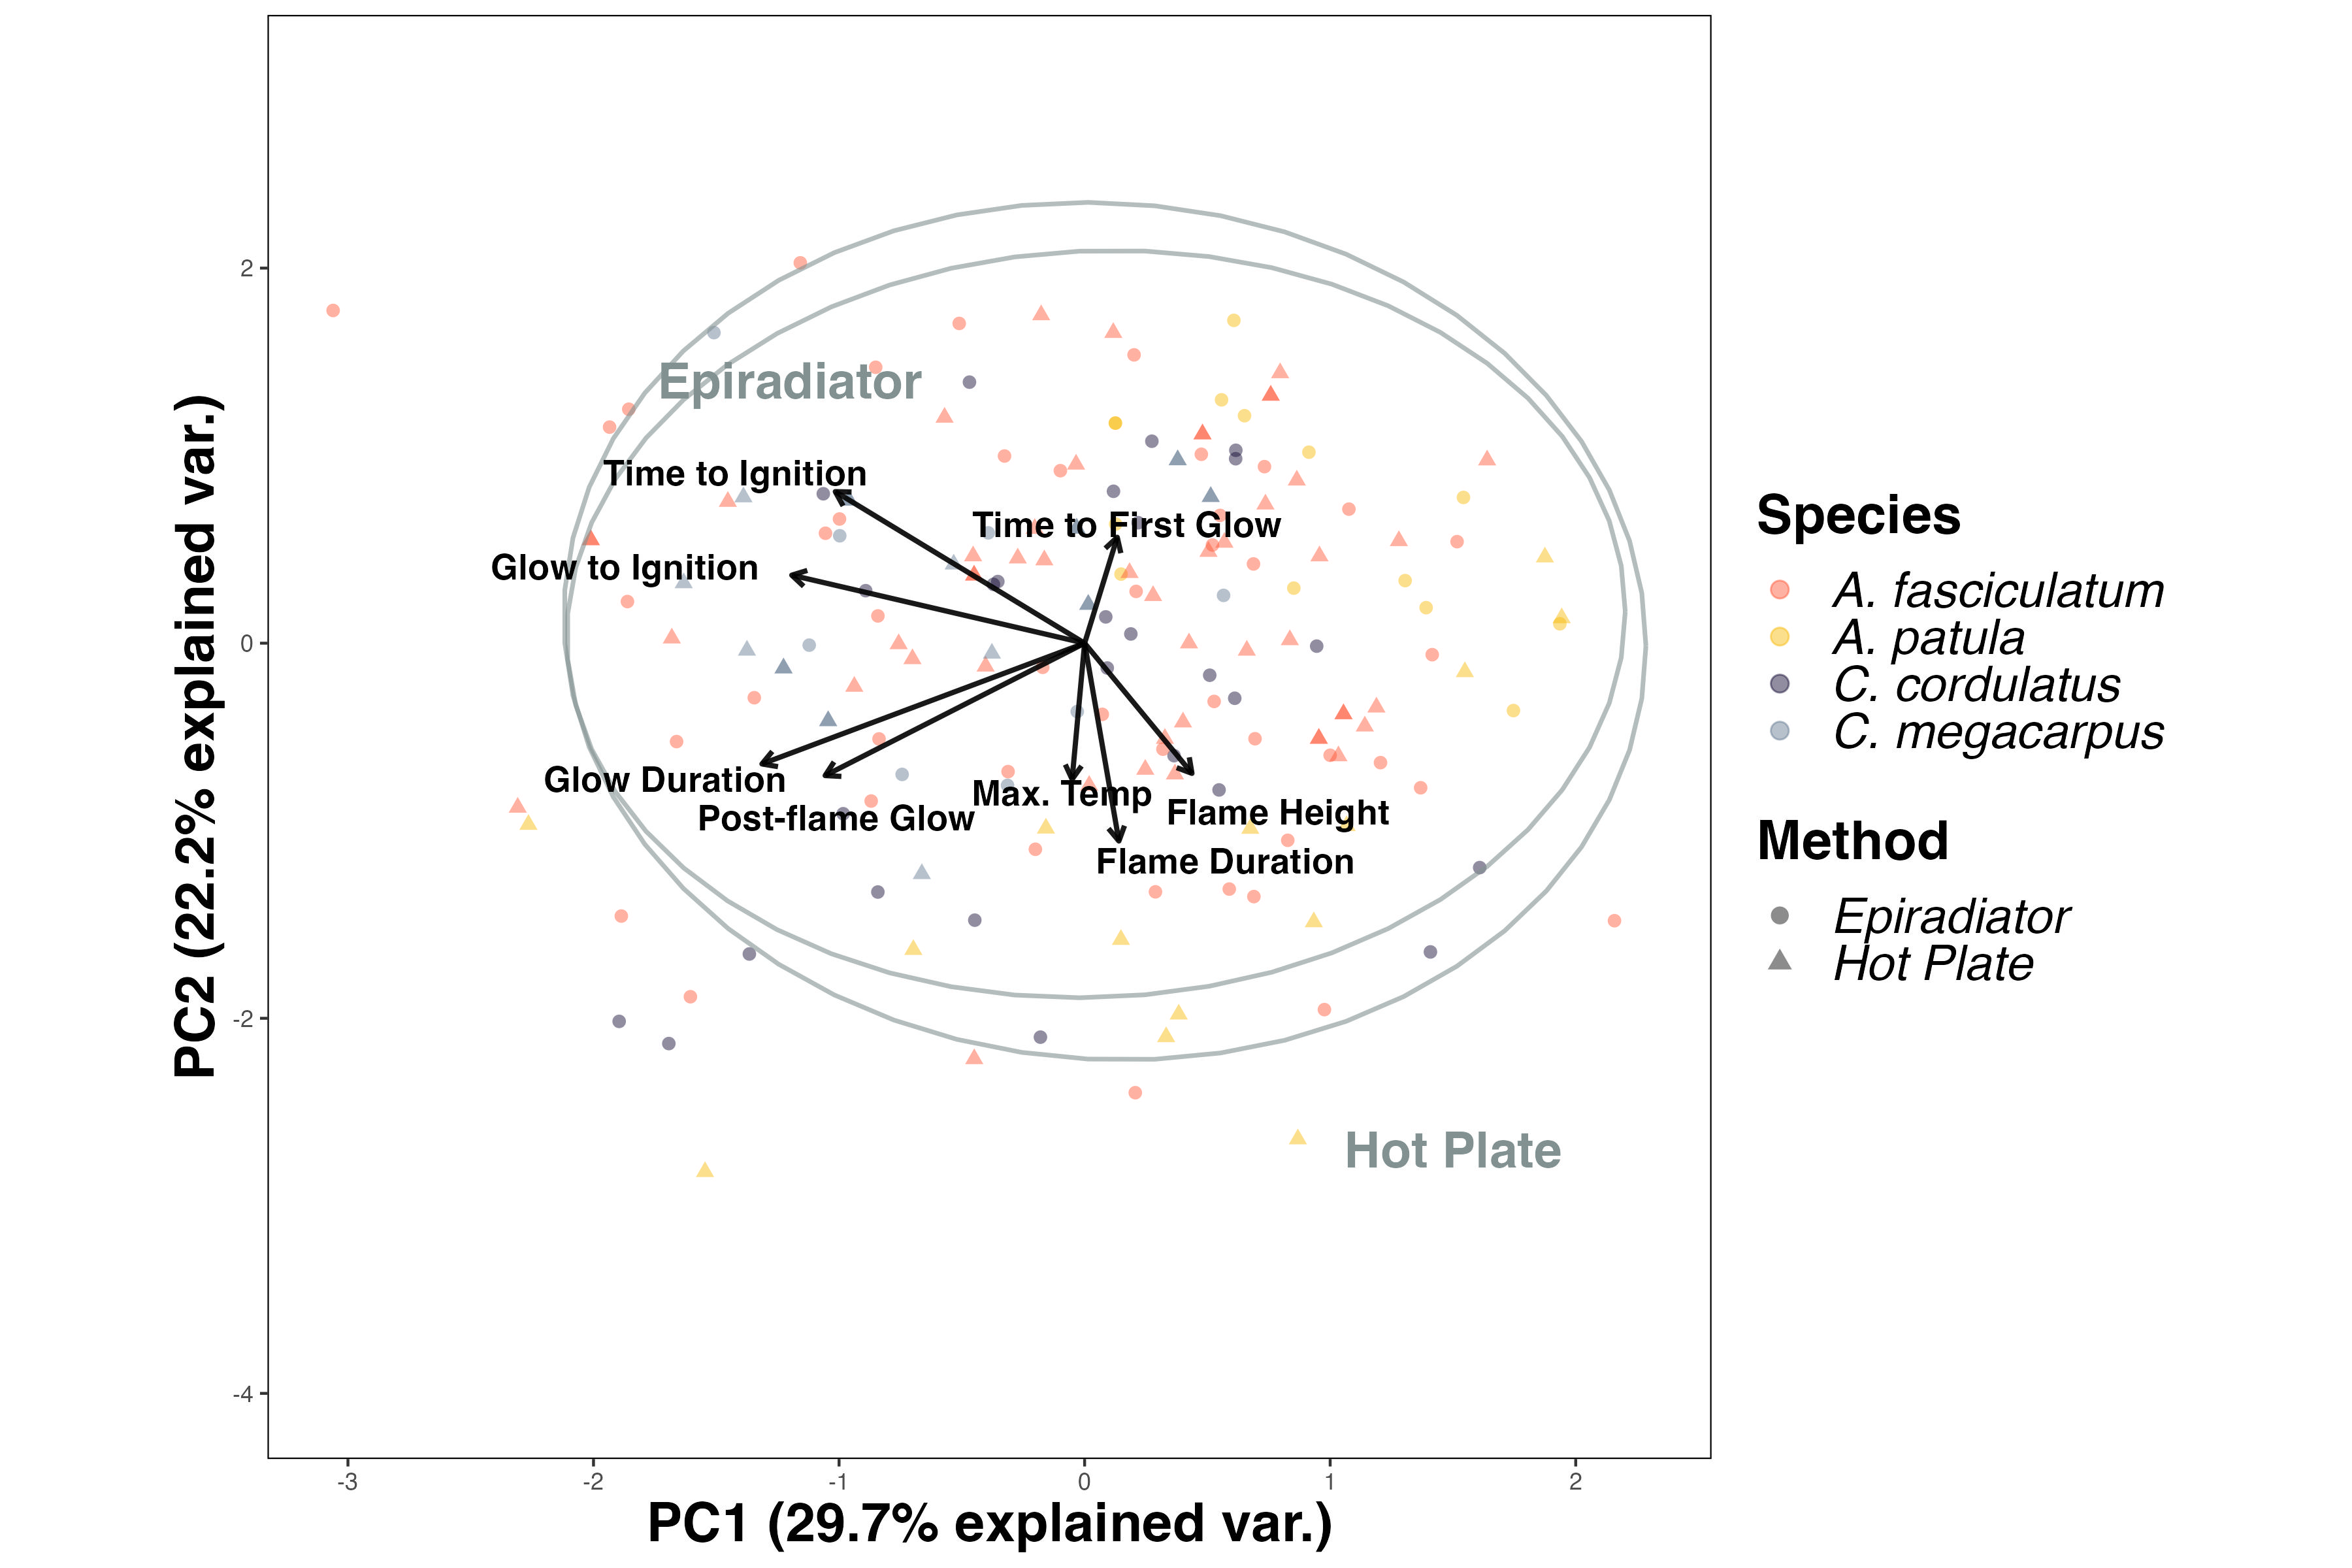 PC2 (22.2% explained var.)
2
0
-2
-4
Epiradiator
Time to Ignition
Time to First Glow
Glow to Ignition
Glow Duration
Max. Temp
Post-flame Glow
Flame Height
Flame Duration
Hot Plate
-3
-2
-1
0
1
2
PC1 (29.7% explained var.)
Species
A. fasciculatum
A. patula
C. cordulatus
C. megacarpus
Method
Epiradiator
Hot Plate